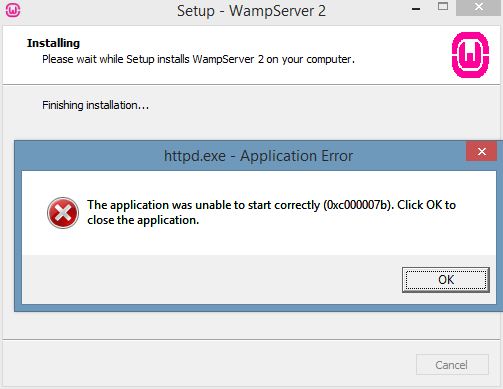 Setup - WampServer 2
Installing
Please wait while Setup installs WampServer 2 on your computer.
Finishing installation...
httpd.exe - Application Error
The application was unable to start correctly (0xc000007b). Click OK to
close the application.
OK
Cancel